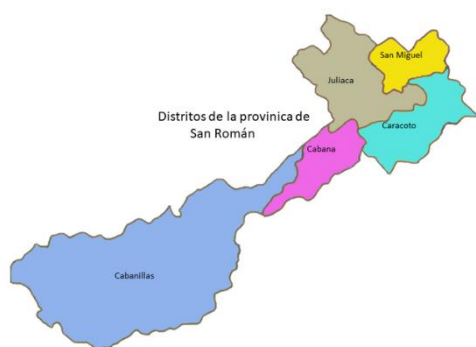 San Miguel
Juliaca
Distritos de la provinica de
San Román
Caracoto
Cabana
Cabanillas